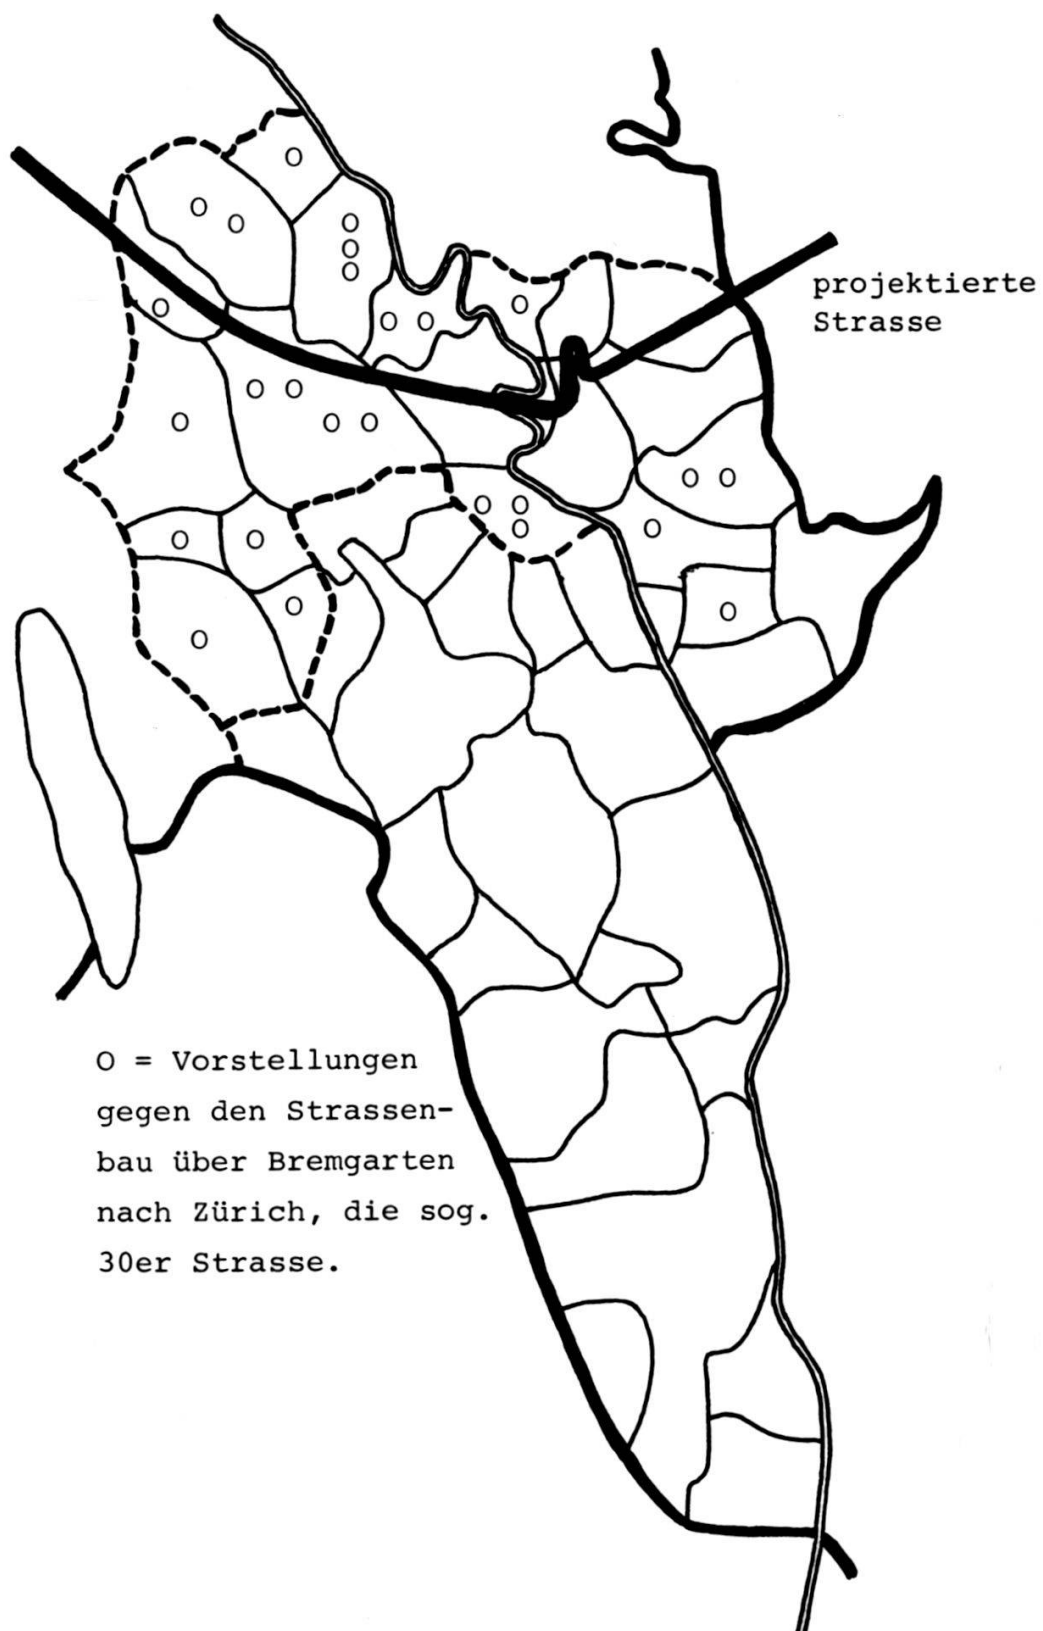 projektierte
Strasse
O = Vorstellungen
gegen den Strassen-
bau über Bremgarten
nach Zürich, die sog.
30er Strasse.